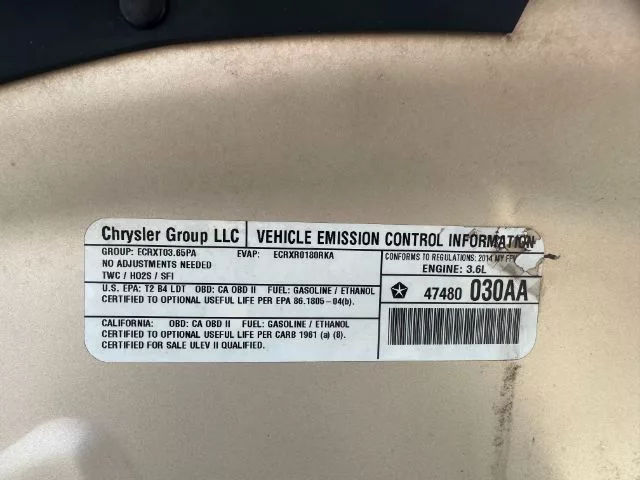 Chrysler Group LLC VEHICLE EMISSION CONTROL INFORMATION
GROUP: ECRXT03.65PA EVAP: ECRXR0180RKA
NO ADJUSTMENTS NEEDED
TWC / HO2S / SFI
CONFORMS TO REGULATIONS: 2014 MY
ENGINE: 3.6L
U.S. EPA: T2 B4 LDT OBD: CA OBD II FUEL: GASOLINE / ETHANOL
CERTIFIED TO OPTIONAL USEFUL LIFE PER EPA 86.1805-04(b).
47480 030AA
CALIFORNIA: OBD: CA OBD II FUEL: GASOLINE / ETHANOL
CERTIFIED TO OPTIONAL USEFUL LIFE PER CARB 1961 (a) (8).
CERTIFIED FOR SALE ULEV II QUALIFIED.